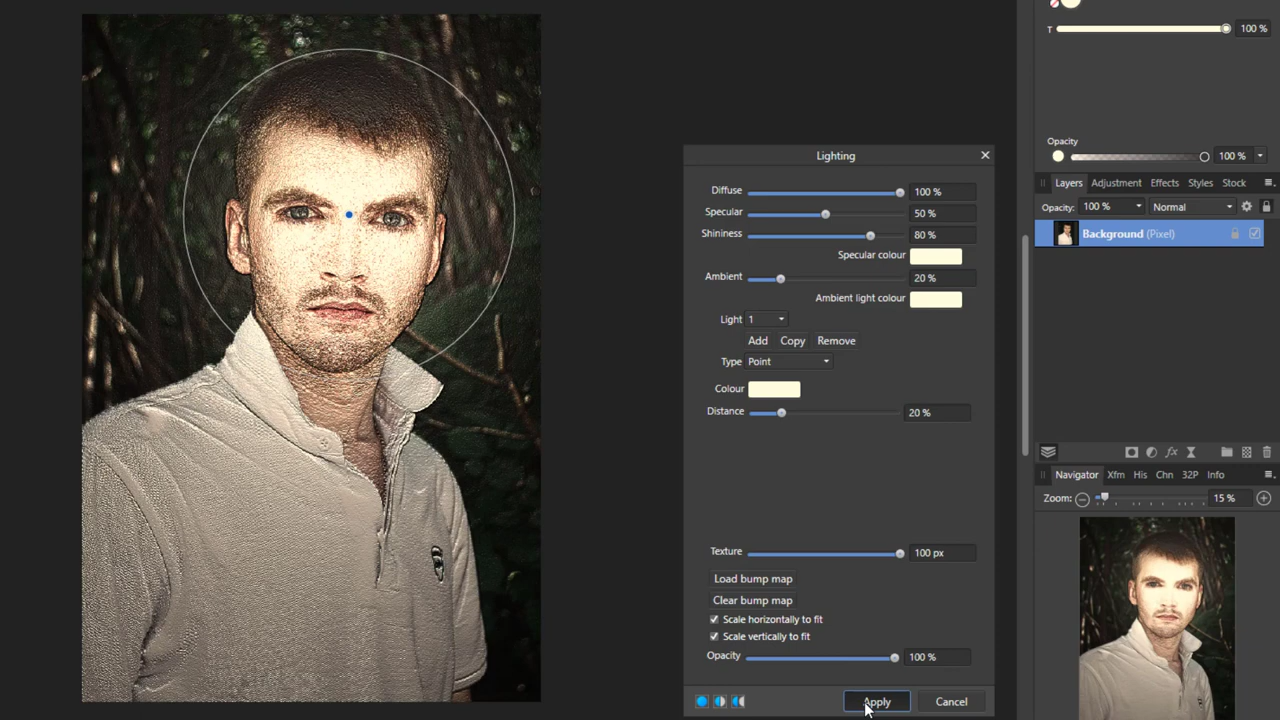 T 100 %
Opacity
100 %
Lighting
Layers Adjustment Effects Styles Stock
Diffuse 100 %
Opacity: 100 % Normal
Specular 50 %
Shininess 80 %
Background (Pixel)
Specular colour
Ambient 20 %
Ambient light colour
Light 1
Add Copy Remove
Type Point
Colour
Distance 20 %
fx
Navigator Xfm His Chn 32P Info
Zoom: 15 %
Texture 100 px
Load bump map
Clear bump map
Scale horizontally to fit
Scale vertically to fit
Opacity 100 %
Apply Cancel